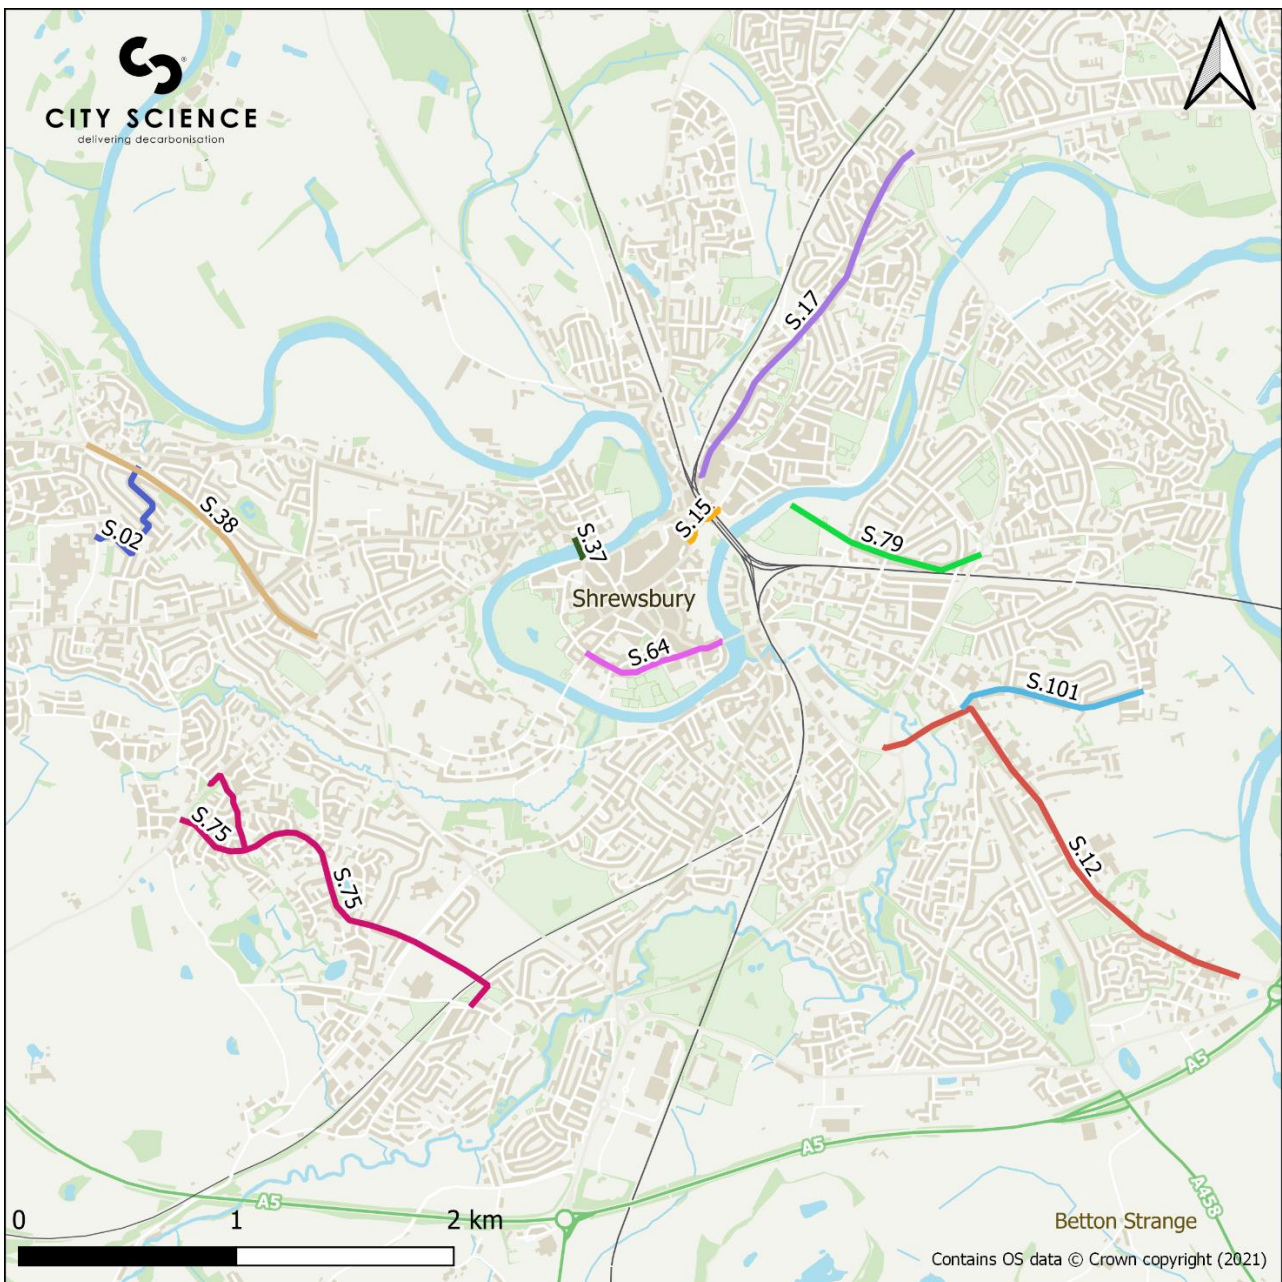 CITY SCIENCE
®
delivering decarbonisation
S.17
S.38
S.02
S.15
S.37
S.79
Shrewsbury
S.64
S.101
S.75
S.75
S.12
A5
A5
A5
A458
0 1 2 km
Betton Strange
Contains OS data © Crown copyright (2021)